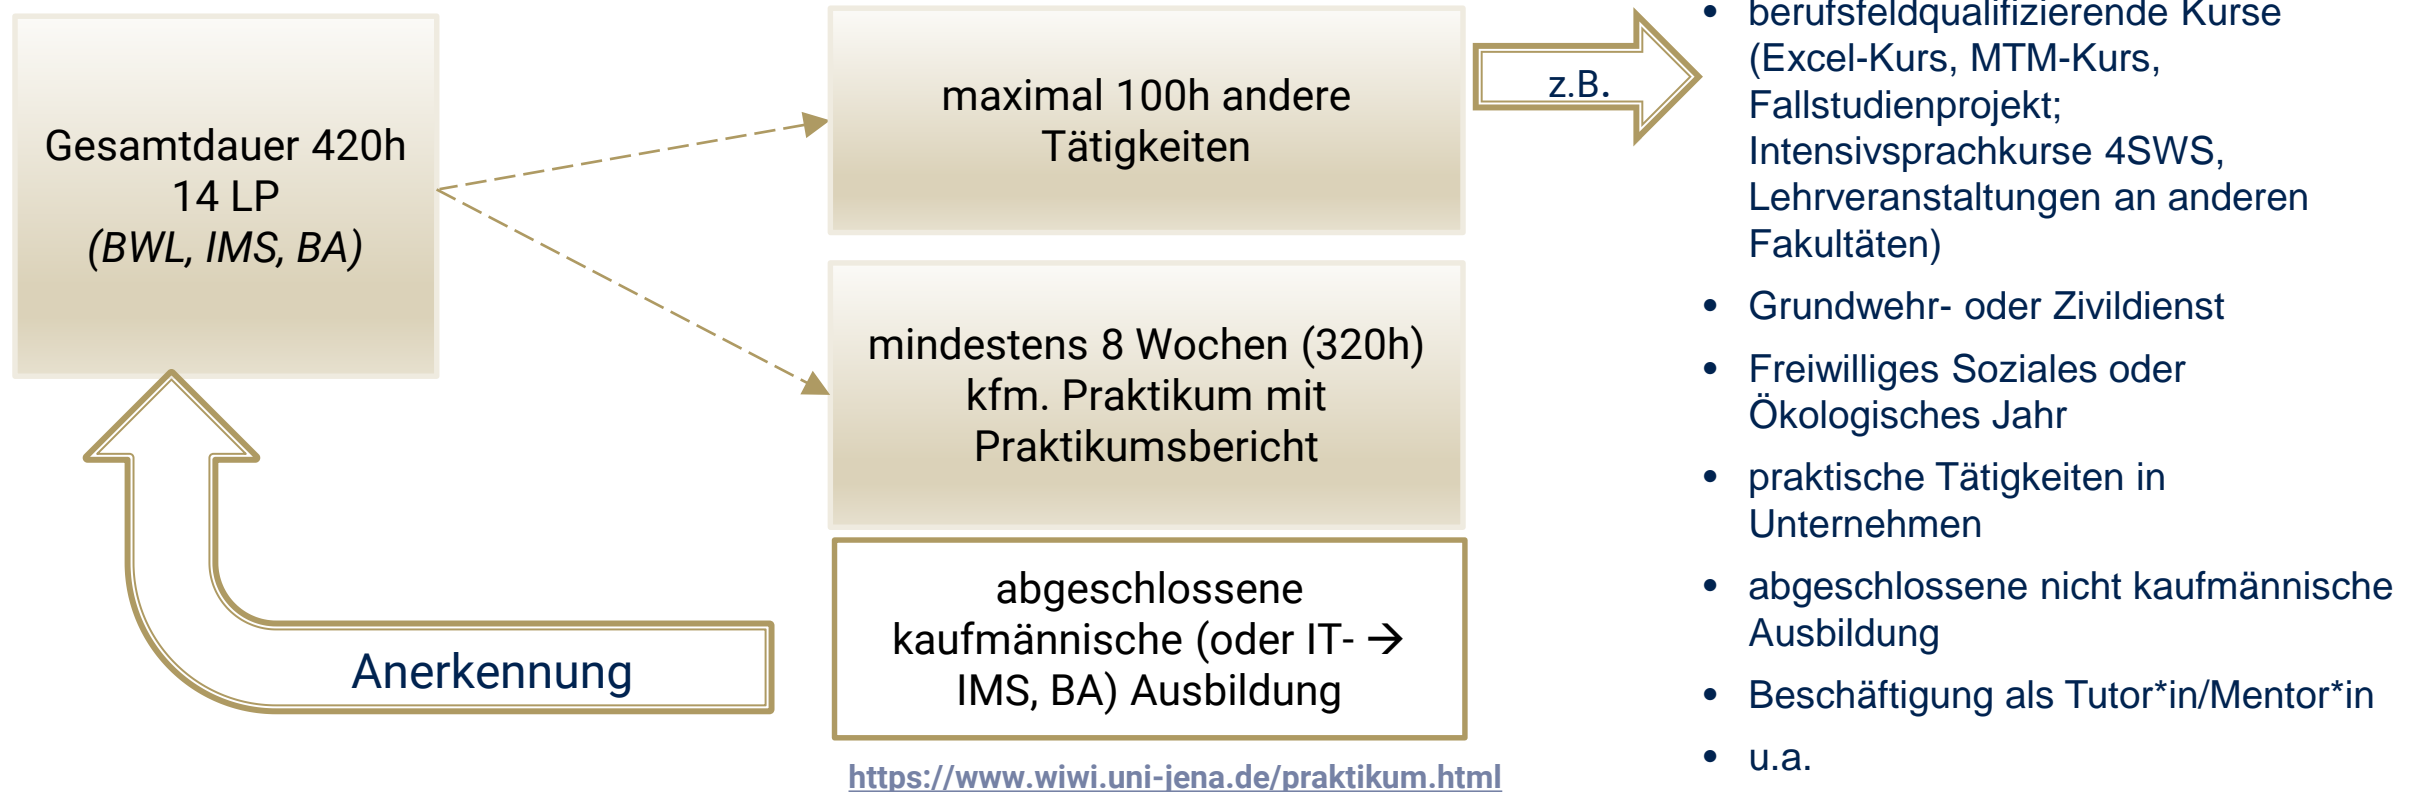 Gesamtdauer 420h
14 LP
(BWL, IMS, BA)
maximal 100h andere
Tätigkeiten
z.B.
• berufsfeldqualifizierende Kurse
(Excel-Kurs, MTM-Kurs,
Fallstudienprojekt;
Intensivsprachkurse 4SWS,
Lehrveranstaltungen an anderen
Fakultäten)
• Grundwehr- oder Zivildienst
• Freiwilliges Soziales oder
Ökologisches Jahr
• praktische Tätigkeiten in
Unternehmen
• abgeschlossene nicht kaufmännische
Ausbildung
• Beschäftigung als Tutor*in/Mentor*in
• u.a.
mindestens 8 Wochen (320h)
kfm. Praktikum mit
Praktikumsbericht
abgeschlossene
kaufmännische (oder IT- →
IMS, BA) Ausbildung
Anerkennung
https://www.wiwi.uni-jena.de/praktikum.html